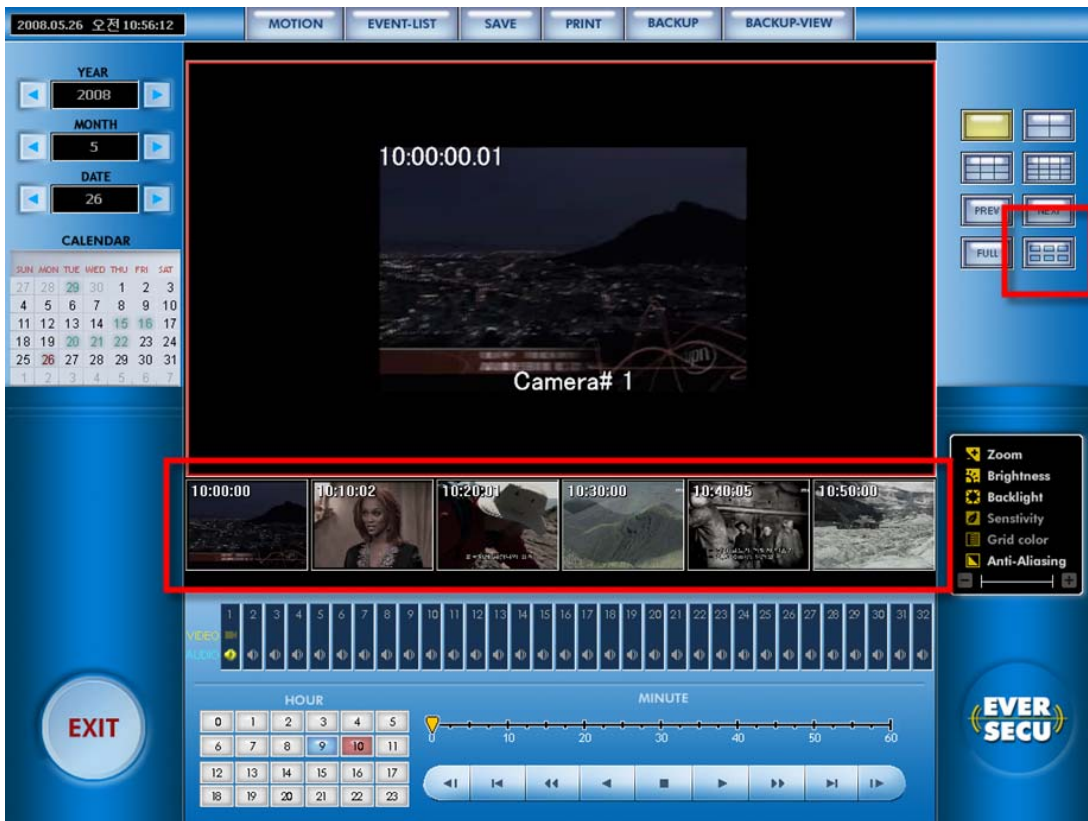 2008.05.26 오전 10:56:12
MOTION EVENT-LIST SAVE PRINT BACKUP BACKUP-VIEW
YEAR
2008
MONTH
5
DATE
26
CALENDAR
SUN MON TUE WED THU FRI SAT
27 28 29 30 1 2 3
4 5 6 7 8 9 10
11 12 13 14 15 16 17
18 19 20 21 22 23 24
25 26 27 28 29 30 31
1 2 3 4 5 6 7
10:00:00.01
Camera# 1
PREV NEXT
FULL
10:00:00 10:10:02 10:20:01 10:30:00 10:40:05 10:50:00
Zoom
Brightness
Backlight
Senstivity
Grid color
Anti-Aliasing
1 2 3 4 5 6 7 8 9 10 11 12 13 14 15 16 17 18 19 20 21 22 23 24 25 26 27 28 29 30 31 32
VIDEO
AUDIO
HOUR
0 1 2 3 4 5
6 7 8 9 10 11
12 13 14 15 16 17
18 19 20 21 22 23
MINUTE
0 10 20 30 40 50 60
EXIT
EVER
SECU